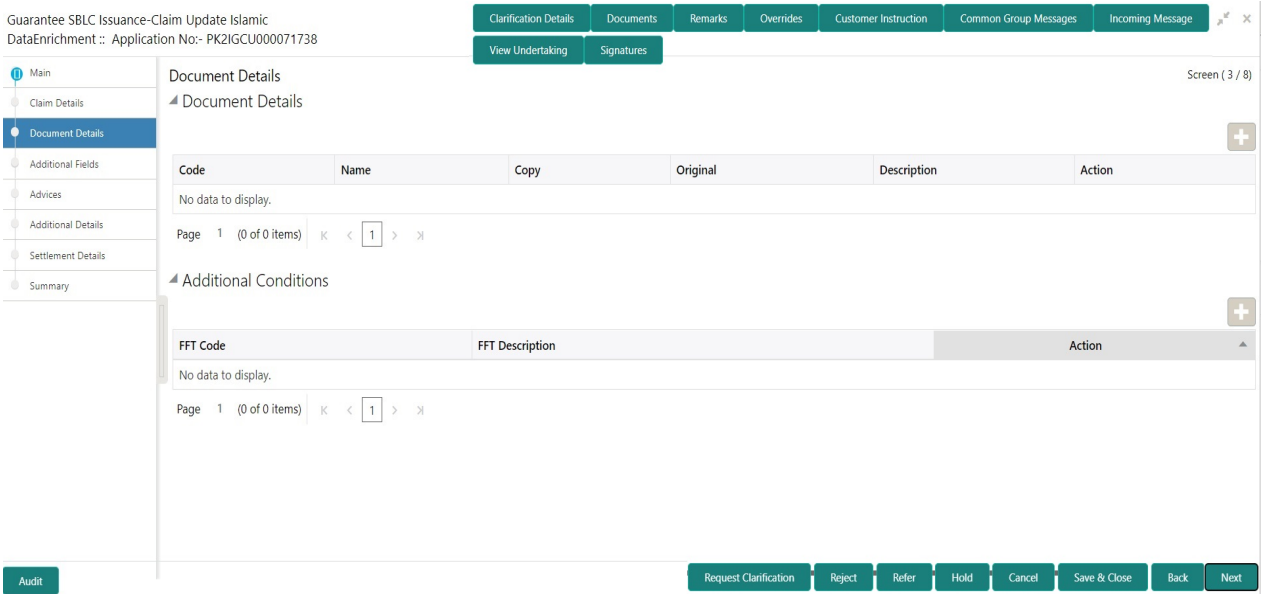 Guarantee SBLC Issuance-Claim Update Islamic
DataEnrichment :: Application No:- PK2IGCU000071738
Clarification Details Documents Remarks Overrides Customer Instruction Common Group Messages Incoming Message
View Undertaking Signatures
Main
Claim Details
Document Details
Additional Fields
Advices
Additional Details
Settlement Details
Summary
Document Details
Screen ( 3 / 8)
Document Details
Code Name Copy Original Description Action
No data to display.
Page 1 (0 of 0 items) 1
Additional Conditions
FFT Code FFT Description Action
No data to display.
Page 1 (0 of 0 items) 1
Audit
Request Clarification Reject Refer Hold Cancel Save & Close Back Next